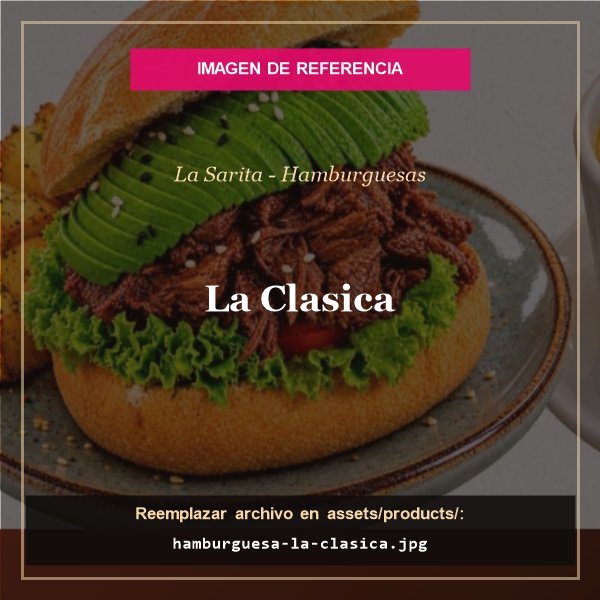 IMAGEN DE REFERENCIA
La Sarita - Hamburguesas
La Clasica
Reemplazar archivo en assets/products/:
hamburguesa-la-clasica.jpg